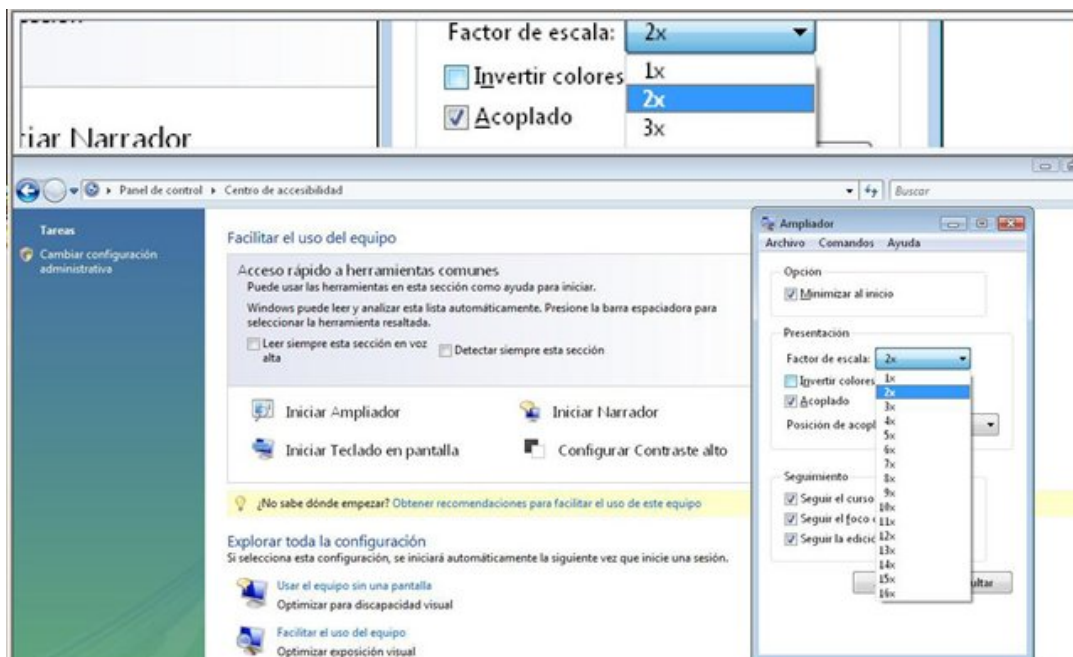 Factor de escala: 2x
Invertir colores
1x
2x
Acoplado
3x
iar Narrador
Panel de control Centro de accesibilidad
Buscar
Tareas
Cambiar configuración
administrativa
Facilitar el uso del equipo
Acceso rápido a herramientas comunes
Puede usar las herramientas en esta sección como ayuda para iniciar.
Windows puede leer y analizar esta lista automáticamente. Presione la barra espaciadora para
seleccionar la herramienta resaltada.
Leer siempre esta sección en voz
alta
Detectar siempre esta sección
Iniciar Ampliador
Iniciar Narrador
Iniciar Teclado en pantalla
Configurar Contraste alto
¿No sabe dónde empezar? Obtener recomendaciones para facilitar el uso de este equipo
Explorar toda la configuración
Si selecciona esta configuración, se iniciará automáticamente la siguiente vez que inicie una sesión.
Usar el equipo sin una pantalla
Optimizar para discapacidad visual
Facilitar el uso del equipo
Optimizar exposición visual
Ampliador
Archivo Comandos Ayuda
Opción
Minimizar al inicio
Presentación
Factor de escala: 2x
Invertir colores
Acoplado
Posición de acopl
1x
2x
3x
4x
5x
6x
7x
8x
9x
10x
11x
12x
13x
14x
15x
16x
Seguimiento
Seguir el curso
Seguir el foco
Seguir la edició
ultar